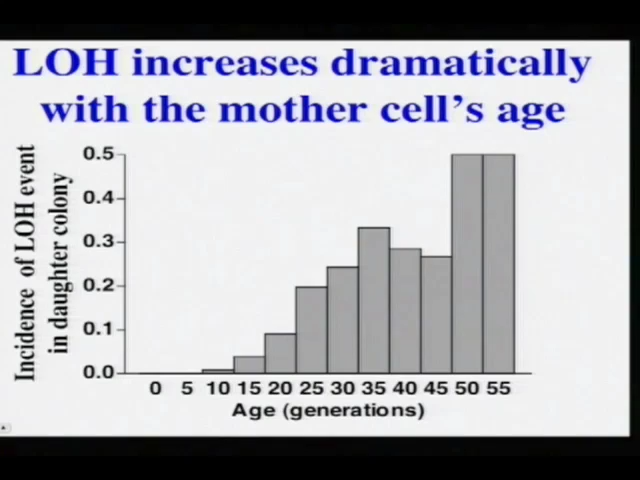 LOH increases dramatically
with the mother cell's age
Incidence of LOH event
in daughter colony
0.5
0.4
0.3
0.2
0.1
0.0
0 5 10 15 20 25 30 35 40 45 50 55
Age (generations)